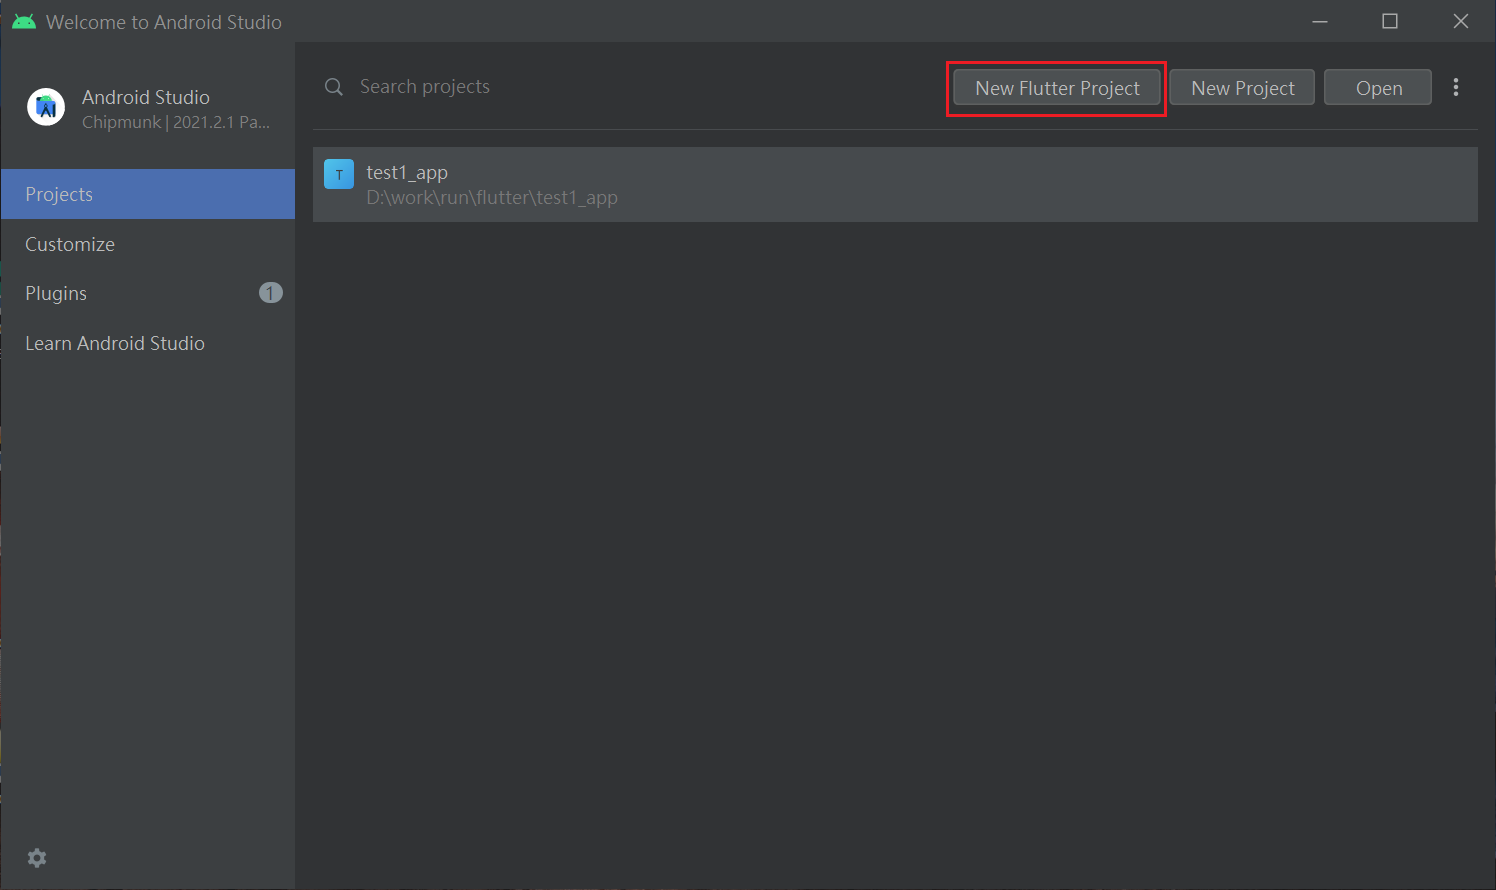 Welcome to Android Studio
Android Studio
Chipmunk | 2021.2.1 Pa...
Projects
Customize
Plugins
1
Learn Android Studio
Search projects
New Flutter Project
New Project
Open
T
test1_app
D:\work\run\flutter\test1_app